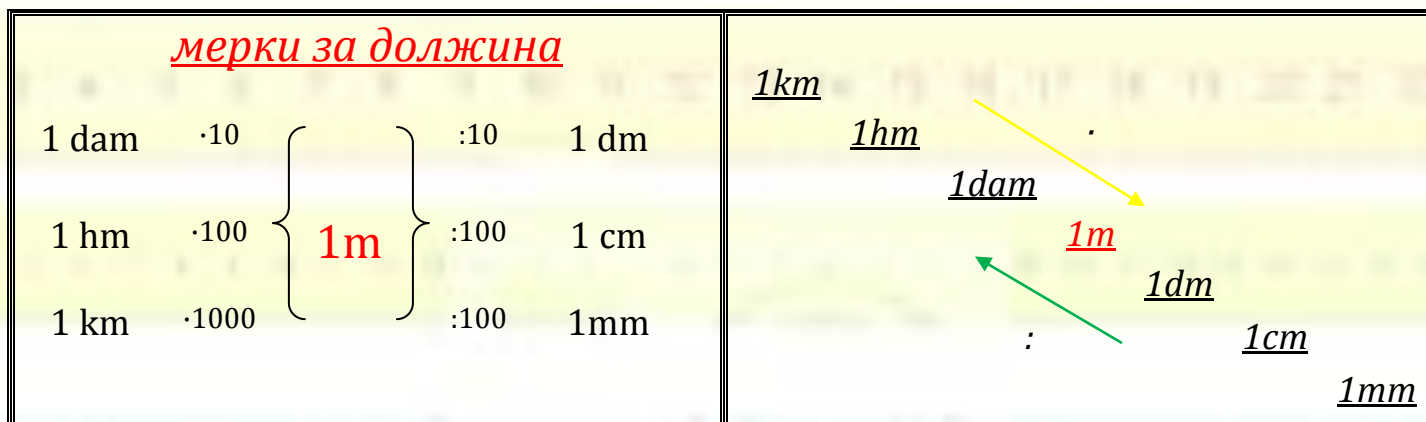 мерки за должина
1 dam ·10 :10 1 dm
1 hm ·100 1m :100 1 cm
1 km ·1000 :100 1mm
1km
1hm ·
1dam
1m
1dm
: 1cm
1mm